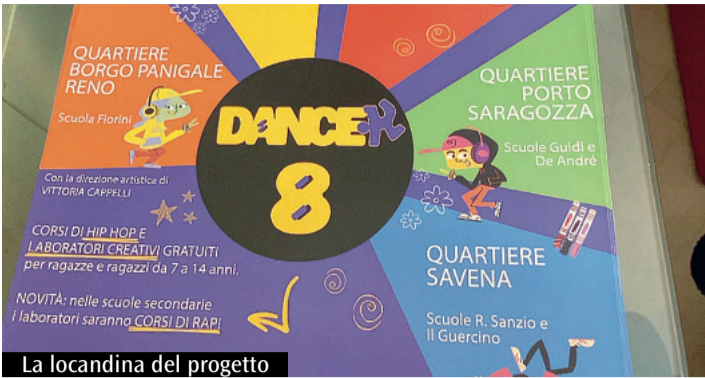 QUARTIERE
BORGO PANIGALE
RENO
Scuola Fiorini
DANCER
8
QUARTIERE
PORTO
SARAGOZZA
Scuole Guidi e
De André
Con la direzione artistica di
VITTORIA CAPPELLI
CORSI DI HIP HOP E
LABORATORI CREATIVI GRATUITI
per ragazze e ragazzi da 7 a 14 anni.
NOVITÀ: nelle scuole secondarie
i laboratori saranno CORSI DI RAP!
QUARTIERE
SAVENA
Scuole R. Sanzio e
Il Guercino
La locandina del progetto